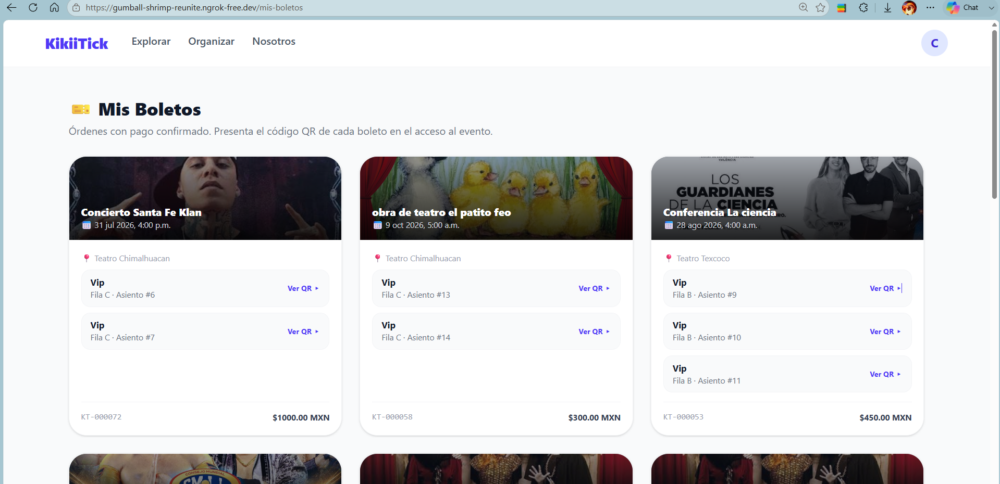 https://gumball-shrimp-reunite.ngrok-free.dev/mis-boletos
Chat
KikiiTick
Explorar
Organizar
Nosotros
C
Mis Boletos
Órdenes con pago confirmado. Presenta el código QR de cada boleto en el acceso al evento.
Concierto Santa Fe Klan
31 jul 2026, 4:00 p.m.
Teatro Chimalhuacan
Vip
Fila C · Asiento #6
Ver QR ▸
Vip
Fila C · Asiento #7
Ver QR ▸
KT-000072
$1000.00 MXN
obra de teatro el patito feo
9 oct 2026, 5:00 a.m.
Teatro Chimalhuacan
Vip
Fila C · Asiento #13
Ver QR ▸
Vip
Fila C · Asiento #14
Ver QR ▸
KT-000058
$300.00 MXN
VALÈNCIA
LOS
GUARDIANES
DE LA CIENCIA
Conferencia La ciencia
28 ago 2026, 4:00 a.m.
Teatro Texcoco
Vip
Fila B · Asiento #9
Ver QR ▸
Vip
Fila B · Asiento #10
Ver QR ▸
Vip
Fila B · Asiento #11
Ver QR ▸
KT-000053
$450.00 MXN
CONSEJO MUNDIAL
CMLL